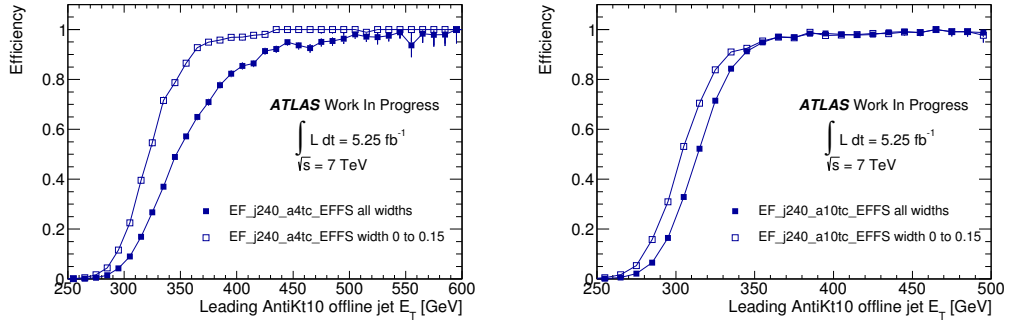 Efficiency
1
0.8
0.6
0.4
0.2
0
250 300 350 400 450 500 550 600
Leading AntiKt10 offline jet E_T [GeV]
ATLAS Work In Progress
∫ L dt = 5.25 fb⁻¹
√s = 7 TeV
EF_j240_a4tc_EFFS all widths
EF_j240_a4tc_EFFS width 0 to 0.15
Efficiency
1
0.8
0.6
0.4
0.2
0
250 300 350 400 450 500
Leading AntiKt10 offline jet E_T [GeV]
ATLAS Work In Progress
∫ L dt = 5.25 fb⁻¹
√s = 7 TeV
EF_j240_a10tc_EFFS all widths
EF_j240_a10tc_EFFS width 0 to 0.15